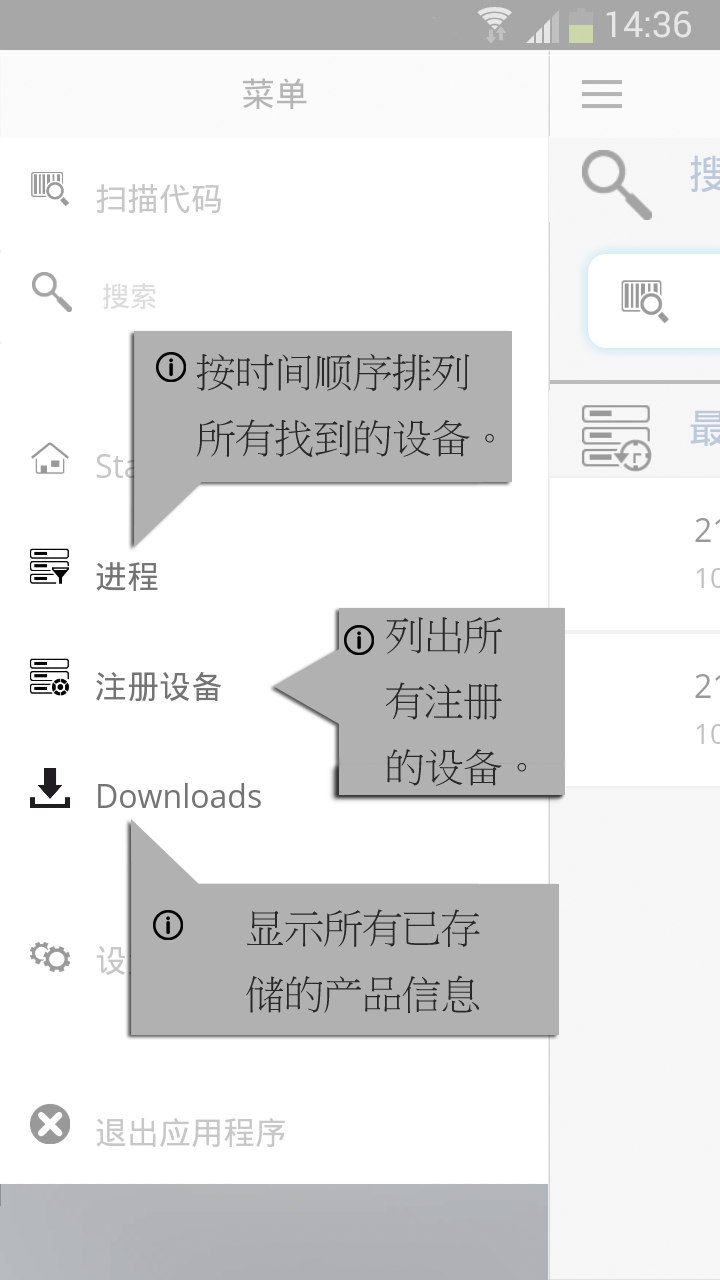 14:36
菜单
扫描代码
搜
搜索
按时间顺序排列
所有找到的设备。
最
Sta
21
10
进程
列出所
有注册
的设备。
注册设备
21
10
Downloads
显示所有已存
储的产品信息
设
退出应用程序